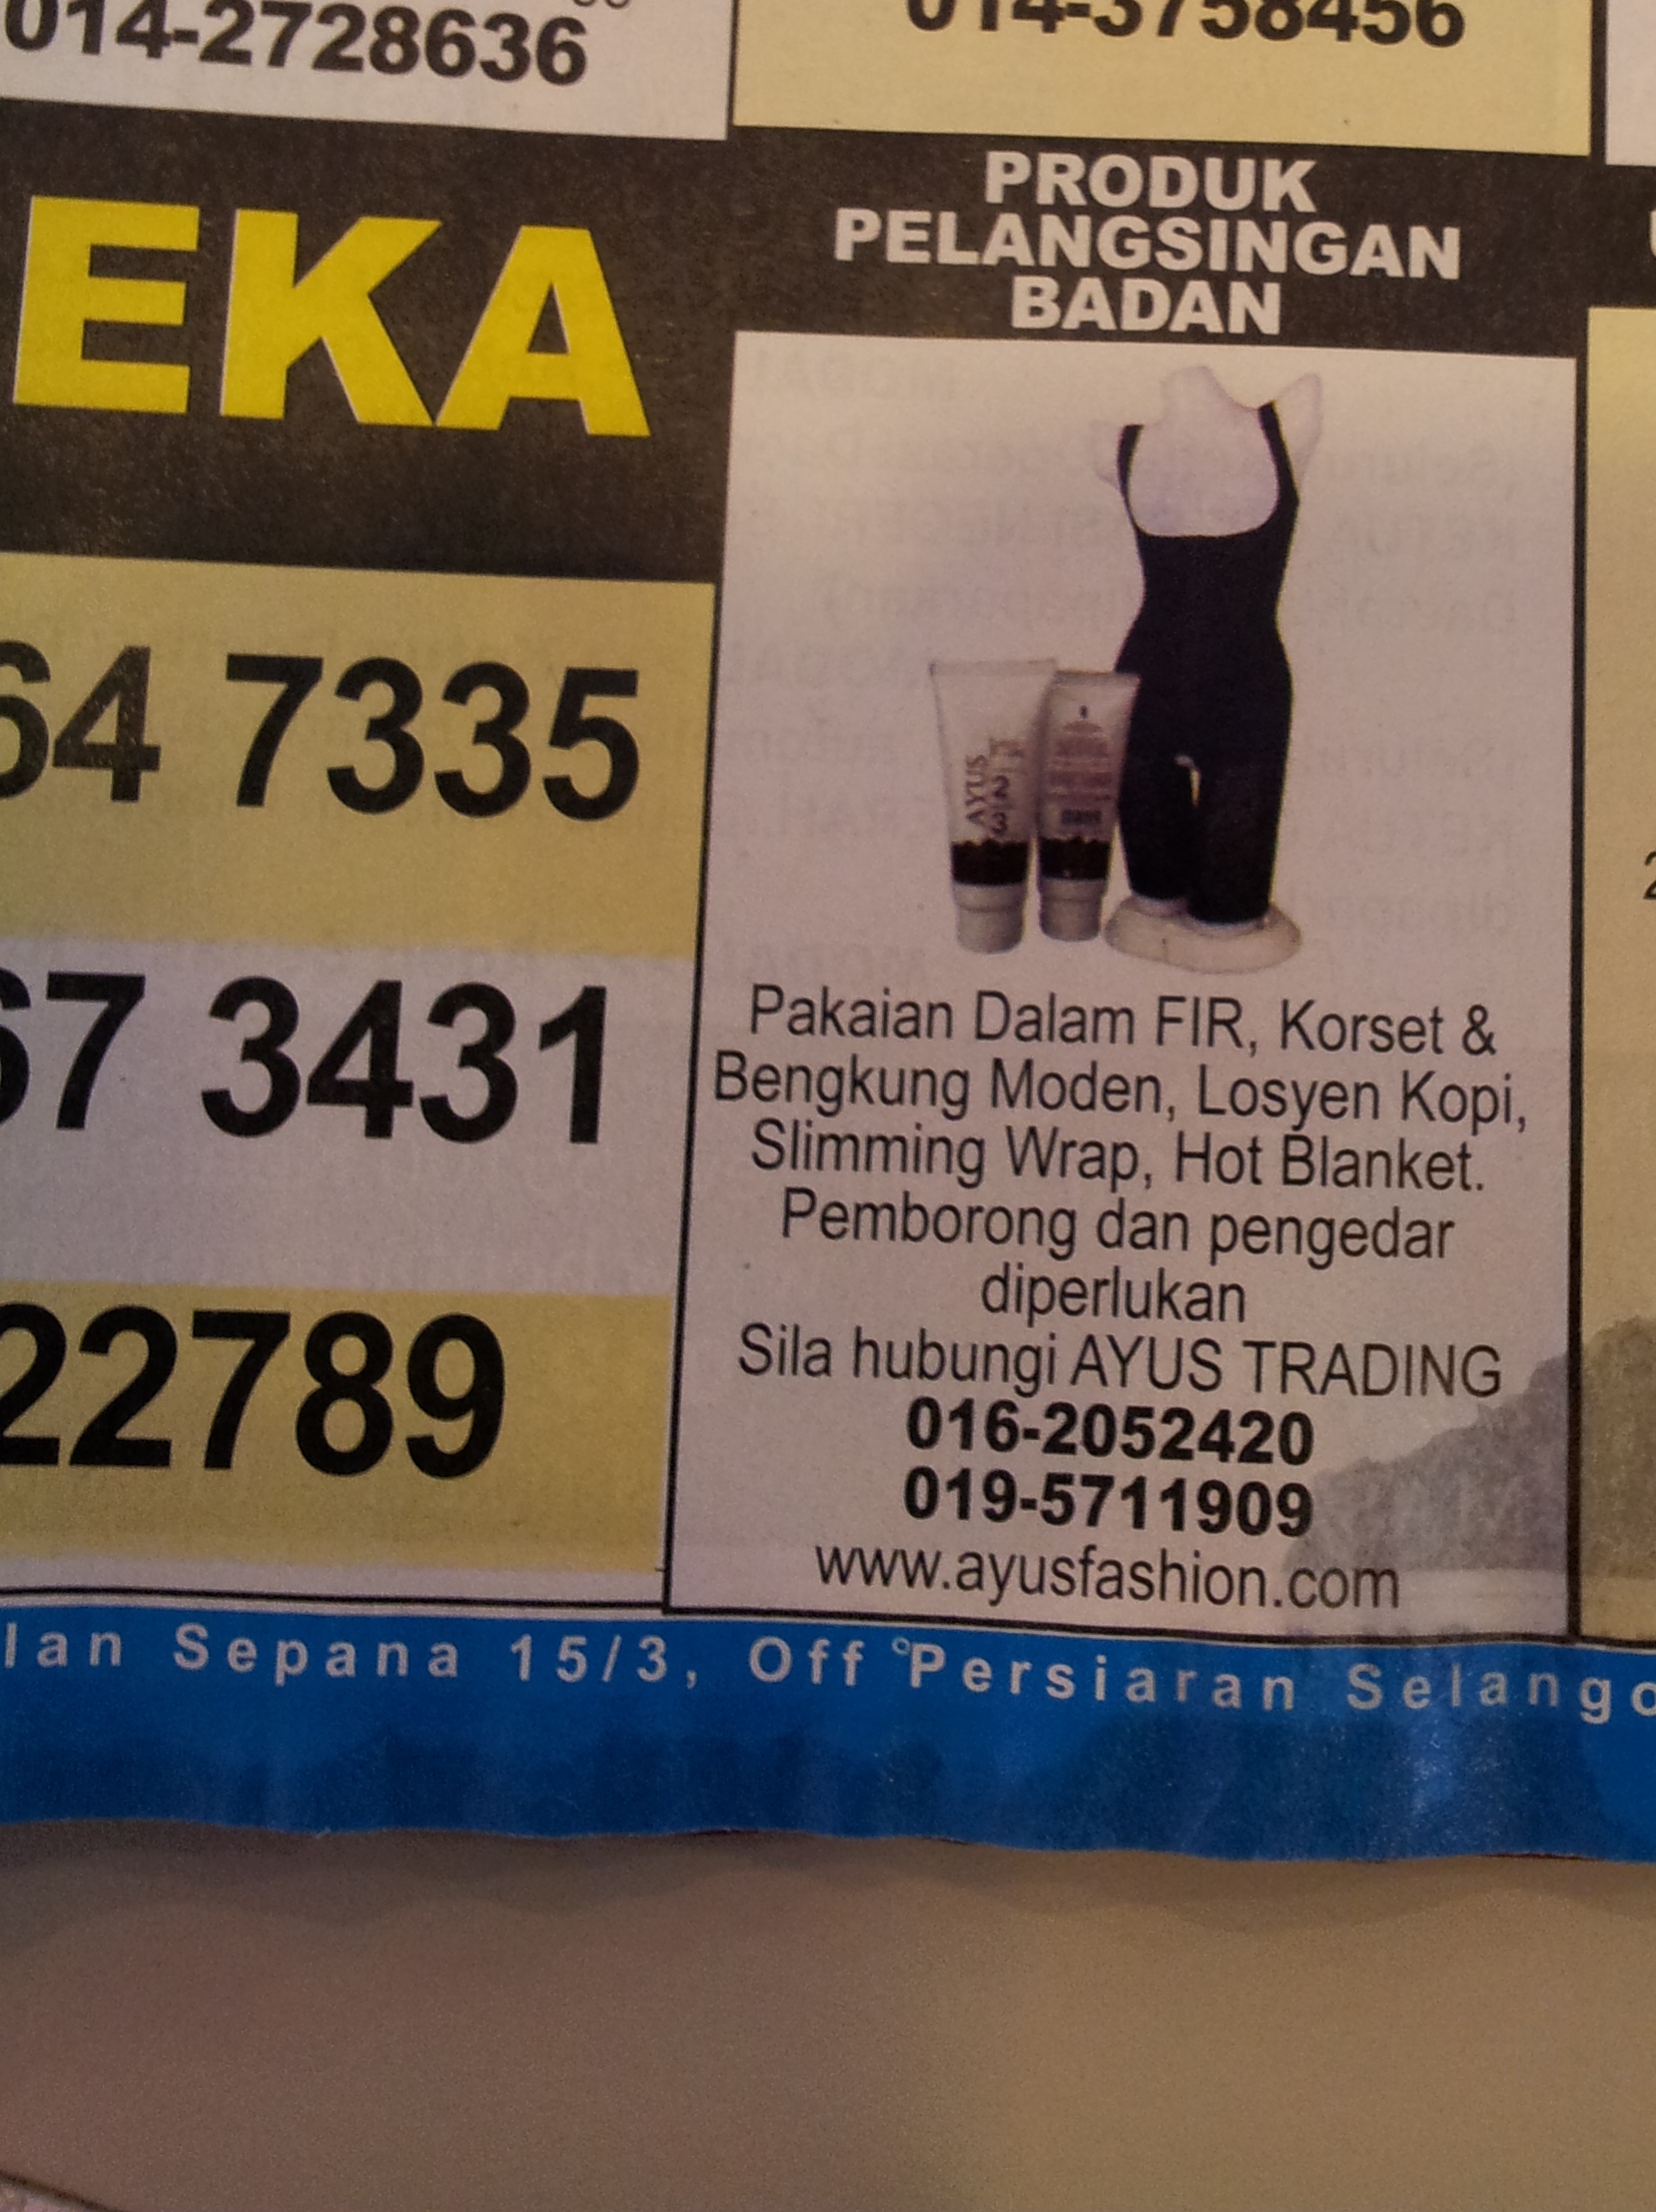 014-2728636
014-3758456
EKA
64 7335
67 3431
22789
PRODUK
PELANGSINGAN
BADAN
AYUS
Pakaian Dalam FIR, Korset &
Bengkung Moden, Losyen Kopi,
Slimming Wrap, Hot Blanket.
Pemborong dan pengedar
diperlukan
Sila hubungi AYUS TRADING
016-2052420
019-5711909
www.ayusfashion.com
lan Sepana 15/3, Off Persiaran Selango